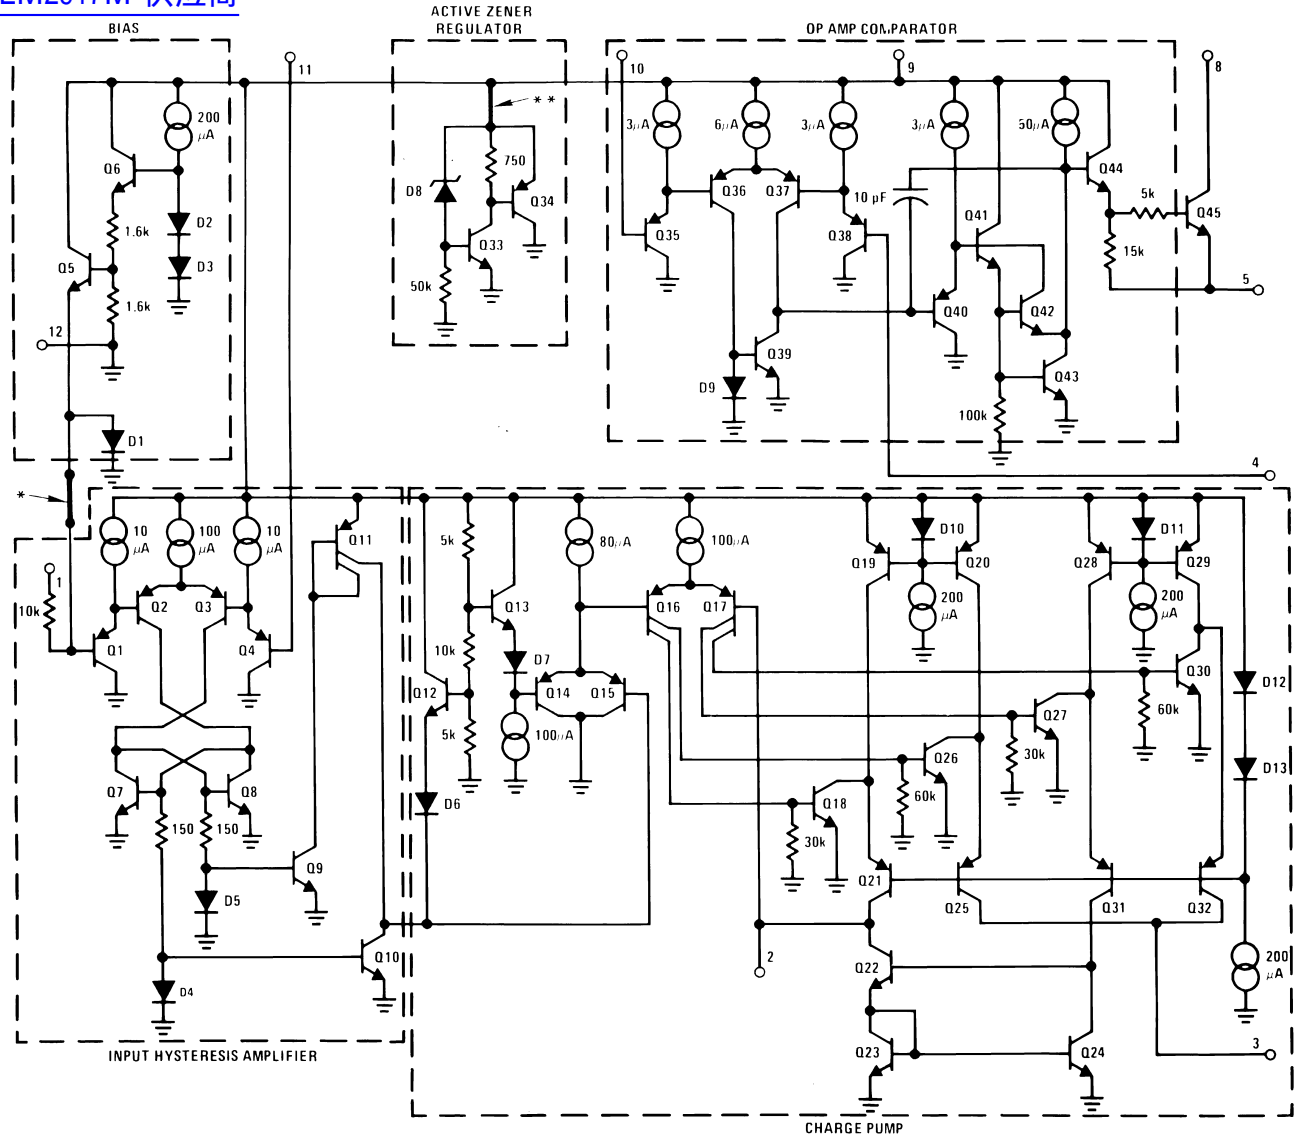 供应商
ACTIVE ZENER
REGULATOR
BIAS
OP AMP COMPARATOR
11
10
9
8
200
μA
Q6
D2
1.6k
Q5
D3
1.6k
12
D1
*
* *
750
D8
Q34
Q33
50k
3μA
6μA
3μA
3μA
50μA
Q44
Q36
Q37
10 pF
5k
Q45
Q35
Q38
Q41
15k
5
Q40
Q42
Q39
D9
Q43
100k
4
10
μA
100
μA
10
μA
Q11
1
10k
Q2
Q3
Q1
Q4
Q7
Q8
150
150
Q9
D5
Q10
D4
INPUT HYSTERESIS AMPLIFIER
5k
80μA
100μA
Q13
Q16
Q17
10k
D7
Q12
Q14
Q15
5k
100μA
D6
D10
D11
Q19
Q20
Q28
Q29
200
μA
200
μA
Q30
D12
60k
Q27
30k
Q26
D13
60k
Q18
30k
Q21
Q25
Q31
Q32
2
Q22
200
μA
Q23
Q24
3
CHARGE PUMP